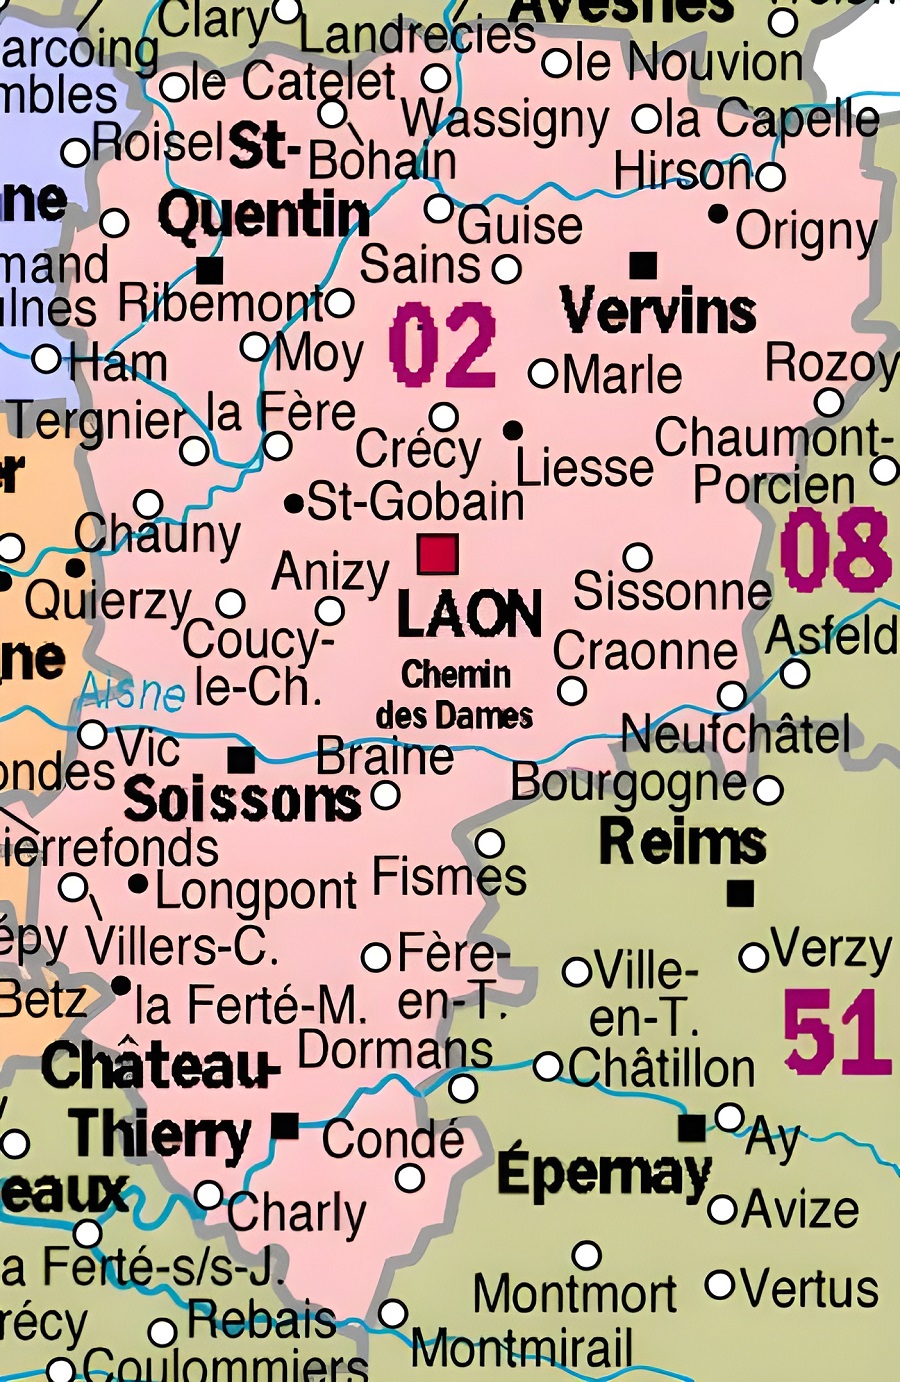 Avesnes
Clary
Landrecies
arcoing
le Nouvion
le Catelet
mbles
Wassigny
la Capelle
Roisel
St-
Quentin
Bohain
Hirson
ne
Guise
Origny
mand
Sains
ulnes
Ribemont
Vervins
02
Ham
Moy
Marle
Rozoy
Tergnier
la Fère
Crécy
Liesse
Chaumont-
Porcien
er
St-Gobain
08
Chauny
Anizy
LAON
Sissonne
Quierzy
Coucy-
le-Ch.
Craonne
Asfeld
ne
Aisne
Chemin
des Dames
Neufchâtel
Vic
Braine
ondes
Bourgogne
Soissons
Reims
ierrefonds
Longpont
Fismes
épy
Villers-C.
Fère-
en-T.
Ville-
en-T.
Verzy
Betz
la Ferté-M.
51
Château-
Thierry
Dormans
Châtillon
Condé
Ay
Épernay
eaux
Charly
Avize
a Ferté-s/s-J.
Montmort
Vertus
récy
Rebais
Montmirail
Coulommiers